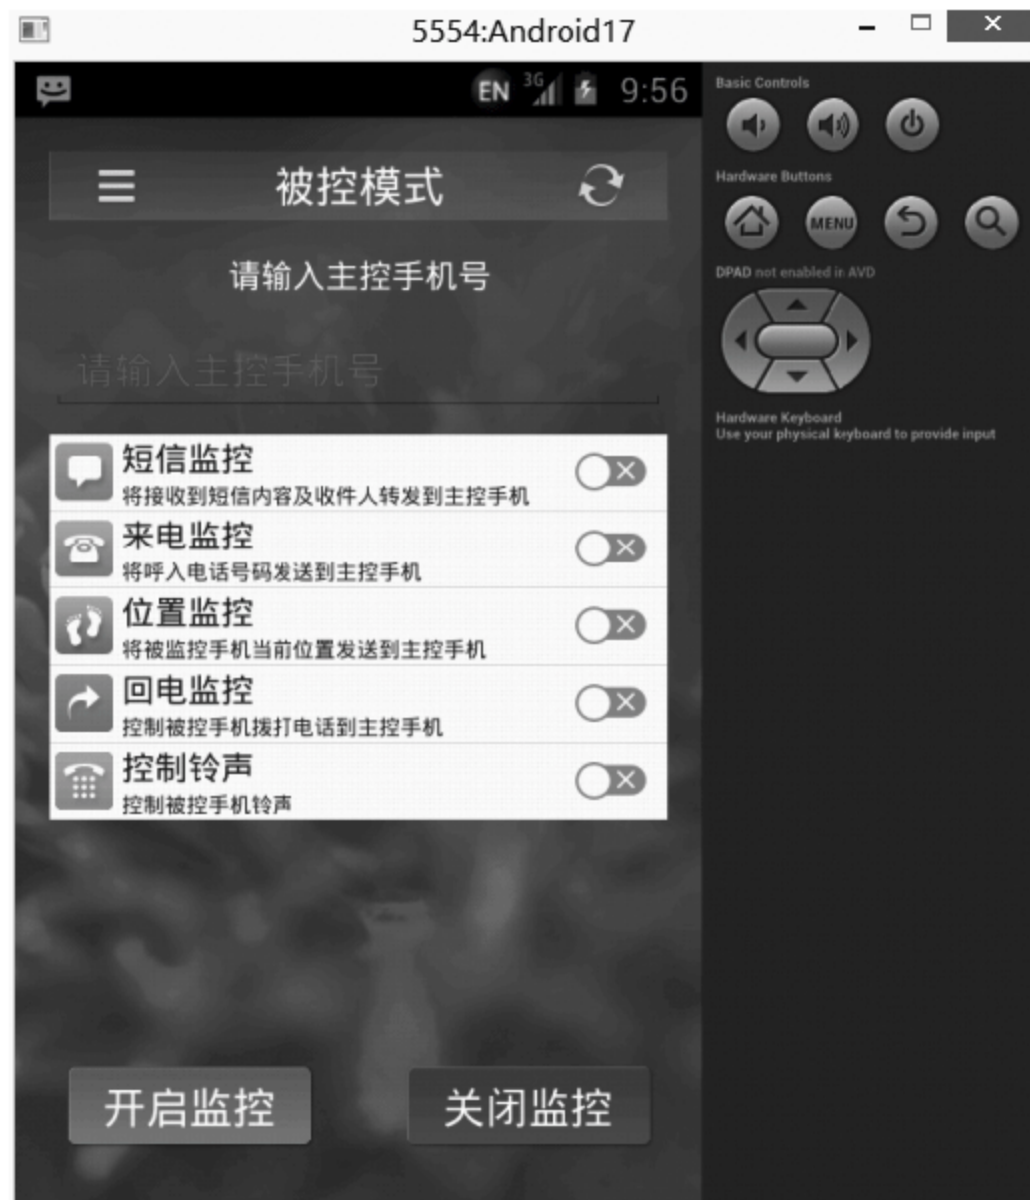 5554:Android17
EN 3G 9:56
被控模式
请输入主控手机号
请输入主控手机号
短信监控
将接收到短信内容及收件人转发到主控手机
来电监控
将呼入电话号码发送到主控手机
位置监控
将被监控手机当前位置发送到主控手机
回电监控
控制被控手机拨打电话到主控手机
控制铃声
控制被控手机铃声
开启监控 关闭监控
Basic Controls
Hardware Buttons
MENU
DPAD not enabled in AVD
Hardware Keyboard
Use your physical keyboard to provide input